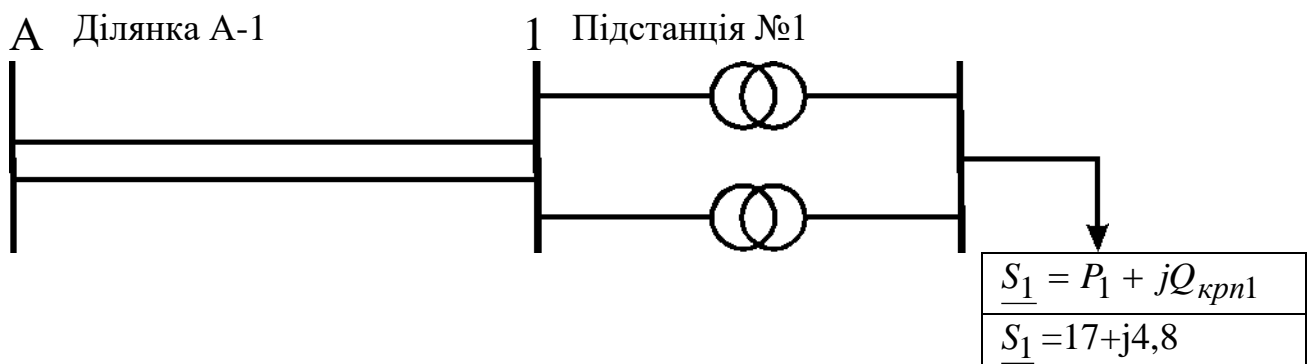 А Ділянка А-1 1 Підстанція №1
S1 = P1 + jQкрп1
S1 =17+j4,8